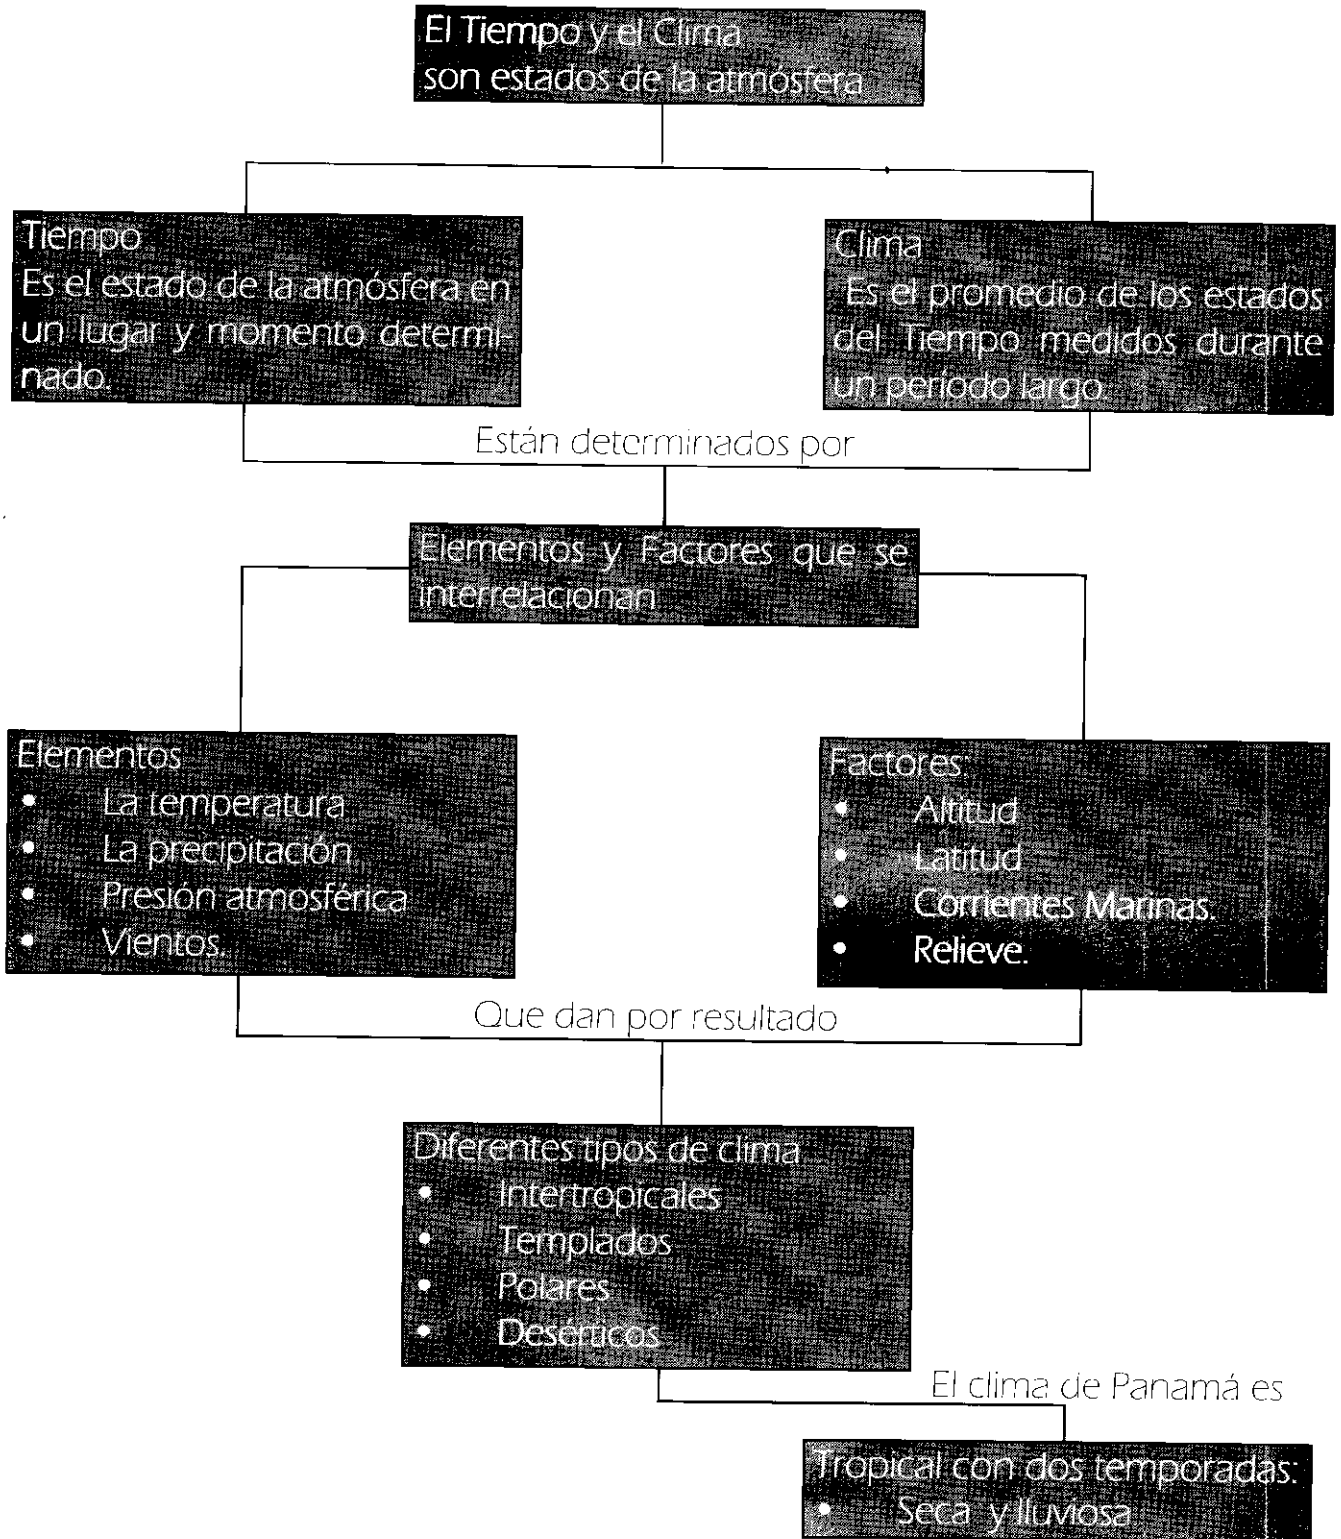 El Tiempo y el Clima
son estados de la atmósfera
Tiempo
Es el estado de la atmósfera en
un lugar y momento determi-
nado.
Clima
Es el promedio de los estados
del Tiempo medidos durante
un período largo.
Están determinados por
Elementos y Factores que se
interrelacionan
Elementos
• La temperatura
• La precipitación
• Presión atmosférica
• Vientos.
Factores:
• Altitud
• Latitud
• Corrientes Marinas.
• Relieve.
Que dan por resultado
Diferentes tipos de clima
• Intertropicales
• Templados
• Polares
• Desérticos
El clima de Panamá es
Tropical con dos temporadas:
• Seca y lluviosa